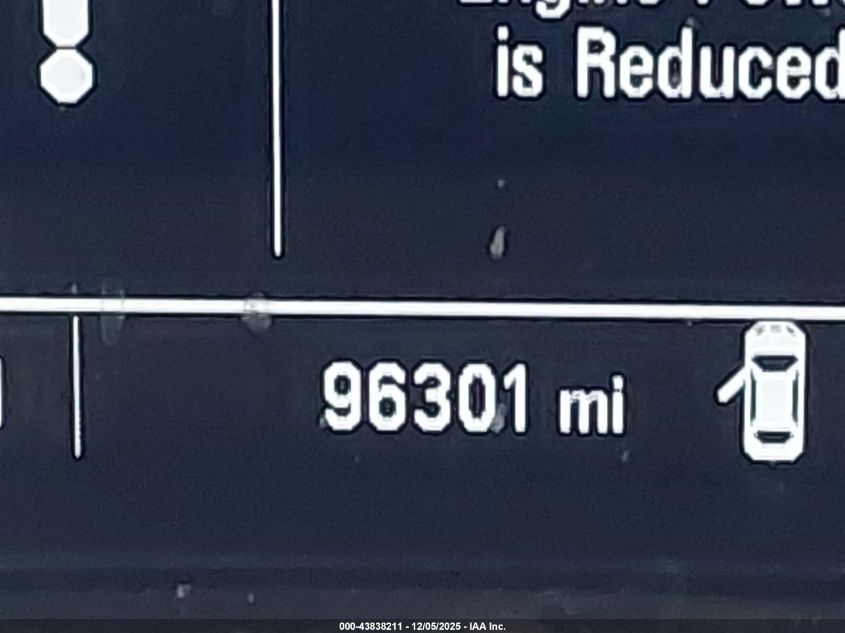 is Reduced
96301 mi
000-43838211 - 12/05/2025 - IAA Inc.